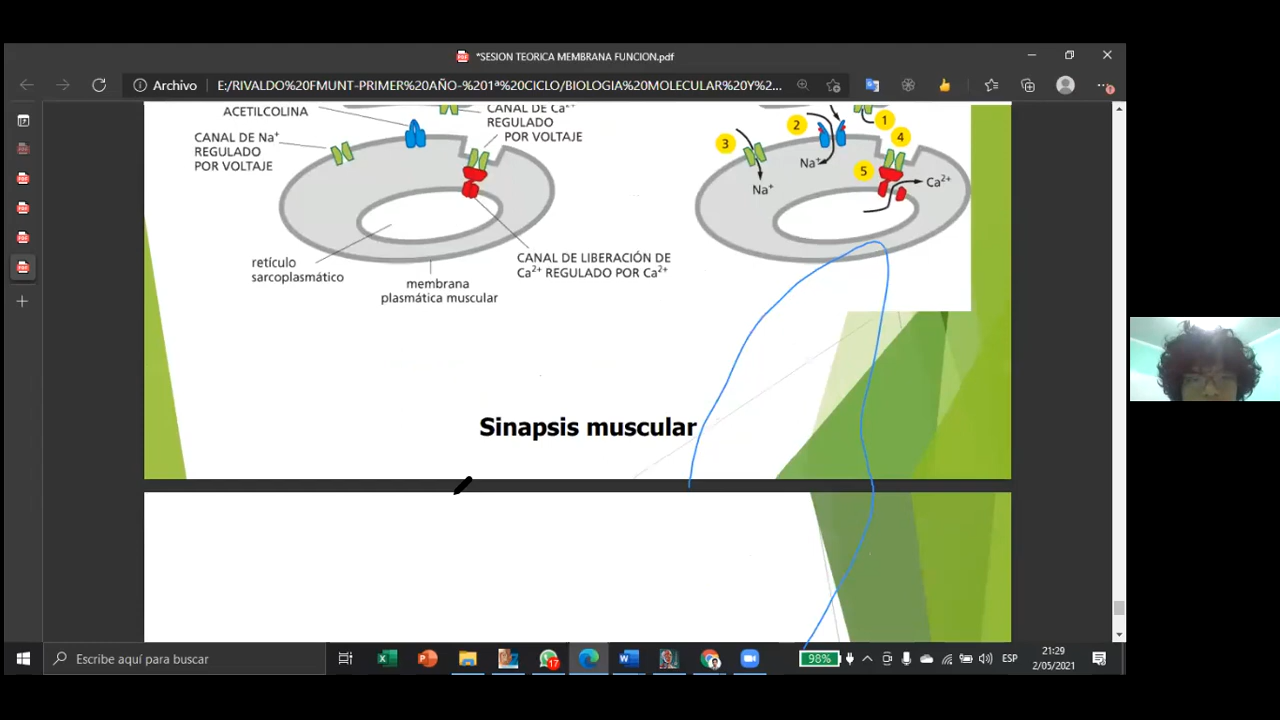 *SESION TEORICA MEMBRANA FUNCION.pdf
Archivo
E:/RIVALDO%20FMUNT-PRIMER%20AÑO-%201ª%20CICLO/BIOLOGIA%20MOLECULAR%20Y%2...
ACETILCOLINA
CANAL DE Ca²⁺
REGULADO
POR VOLTAJE
CANAL DE Na⁺
REGULADO
POR VOLTAJE
retículo
sarcoplasmático
membrana
plasmática muscular
CANAL DE LIBERACIÓN DE
Ca²⁺ REGULADO POR Ca²⁺
1
2
3
4
5
Na⁺
Na⁺
Ca²⁺
Sinapsis muscular
Escribe aquí para buscar
17
98%
ESP
21:29
2/05/2021